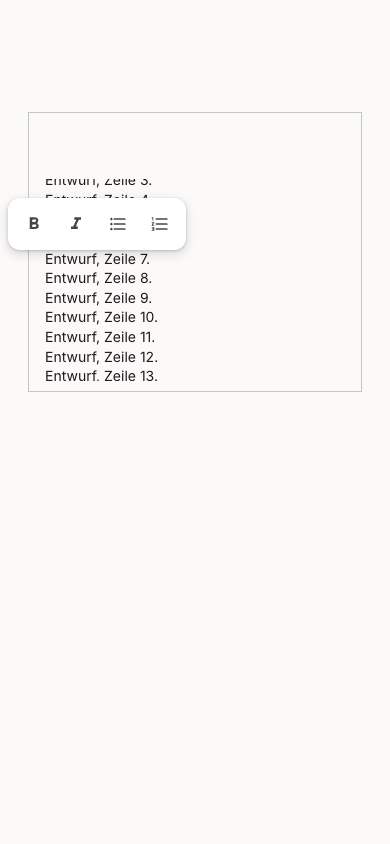 Entwurf, Zeile 3.
B I
Entwurf, Zeile 7.
Entwurf, Zeile 8.
Entwurf, Zeile 9.
Entwurf, Zeile 10.
Entwurf, Zeile 11.
Entwurf, Zeile 12.
Entwurf, Zeile 13.